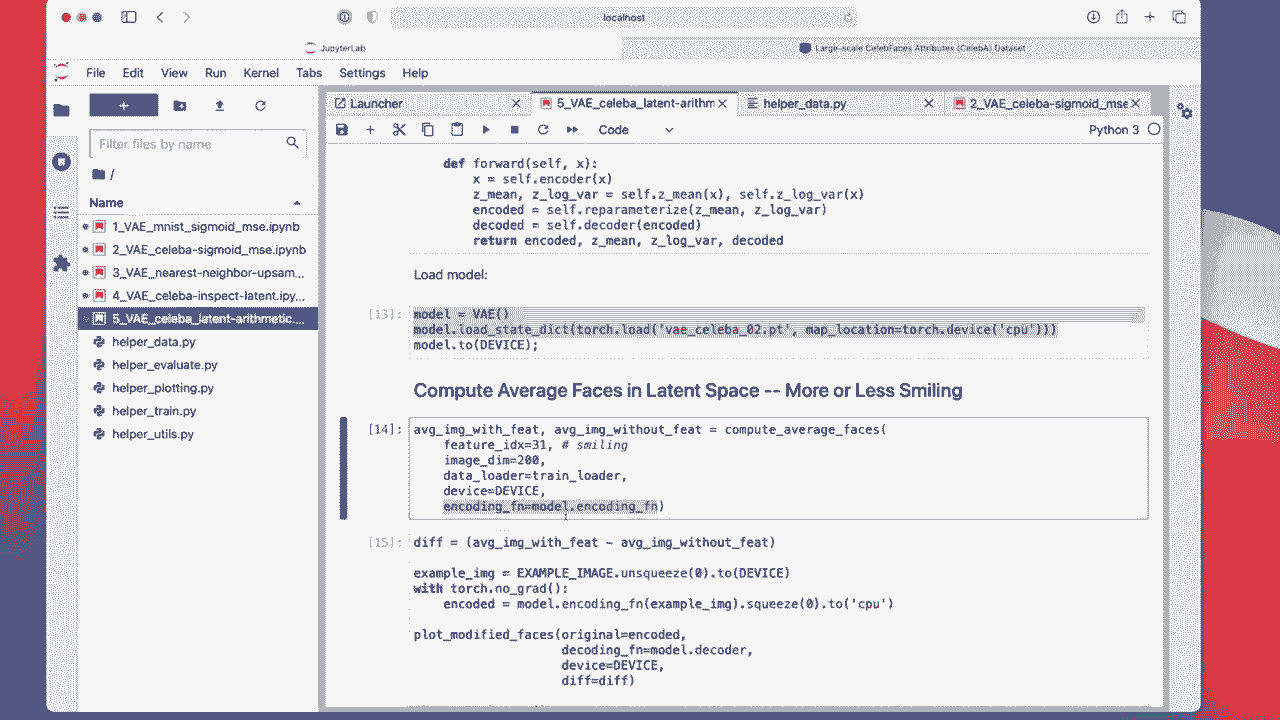 localhost
JupyterLab
Large-scale CelebFaces Attributes (CelebA) Dataset
File Edit View Run Kernel Tabs Settings Help
Launcher
5_VAE_celeba_latent-arithm
helper_data.py
2_VAE_celeba-sigmoid_mse
Code
Python 3
Filter files by name
/
Name
1_VAE_mnist_sigmoid_mse.ipynb
2_VAE_celeba-sigmoid_mse.ipynb
3_VAE_nearest-neighbor-upsam...
4_VAE_celeba-inspect-latent.ipy...
5_VAE_celeba_latent-arithmetic....
helper_data.py
helper_evaluate.py
helper_plotting.py
helper_train.py
helper_utils.py
def forward(self, x):
x = self.encoder(x)
z_mean, z_log_var = self.z_mean(x), self.z_log_var(x)
encoded = self.reparameterize(z_mean, z_log_var)
decoded = self.decoder(encoded)
return encoded, z_mean, z_log_var, decoded
Load model:
[13]: model = VAE()
model.load_state_dict(torch.load('vae_celeba_02.pt', map_location=torch.device('cpu')))
model.to(DEVICE);
Compute Average Faces in Latent Space -- More or Less Smiling
[14]: avg_img_with_feat, avg_img_without_feat = compute_average_faces(
feature_idx=31, # smiling
image_dim=200,
data_loader=train_loader,
device=DEVICE,
encoding_fn=model.encoding_fn)
[15]: diff = (avg_img_with_feat - avg_img_without_feat)
example_img = EXAMPLE_IMAGE.unsqueeze(0).to(DEVICE)
with torch.no_grad():
encoded = model.encoding_fn(example_img).squeeze(0).to('cpu')
plot_modified_faces(original=encoded,
decoding_fn=model.decoder,
device=DEVICE,
diff=diff)